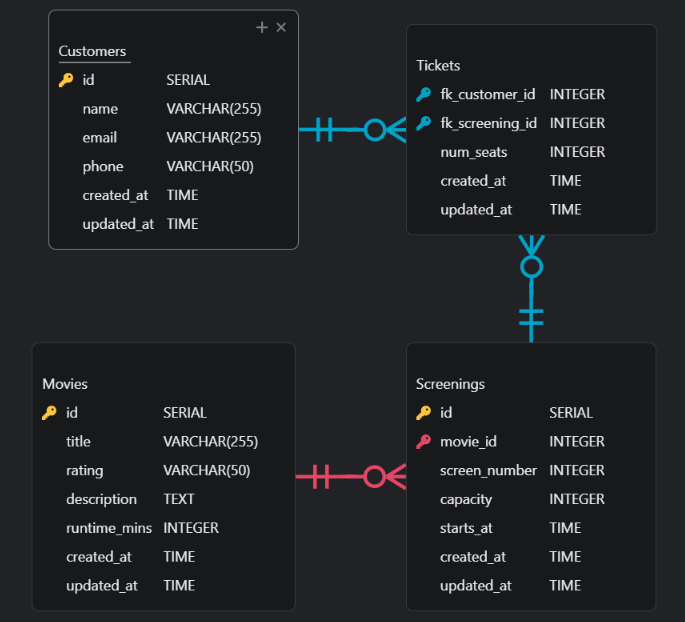 Customers
id SERIAL
name VARCHAR(255)
email VARCHAR(255)
phone VARCHAR(50)
created_at TIME
updated_at TIME
Tickets
fk_customer_id INTEGER
fk_screening_id INTEGER
num_seats INTEGER
created_at TIME
updated_at TIME
Movies
id SERIAL
title VARCHAR(255)
rating VARCHAR(50)
description TEXT
runtime_mins INTEGER
created_at TIME
updated_at TIME
Screenings
id SERIAL
movie_id INTEGER
screen_number INTEGER
capacity INTEGER
starts_at TIME
created_at TIME
updated_at TIME